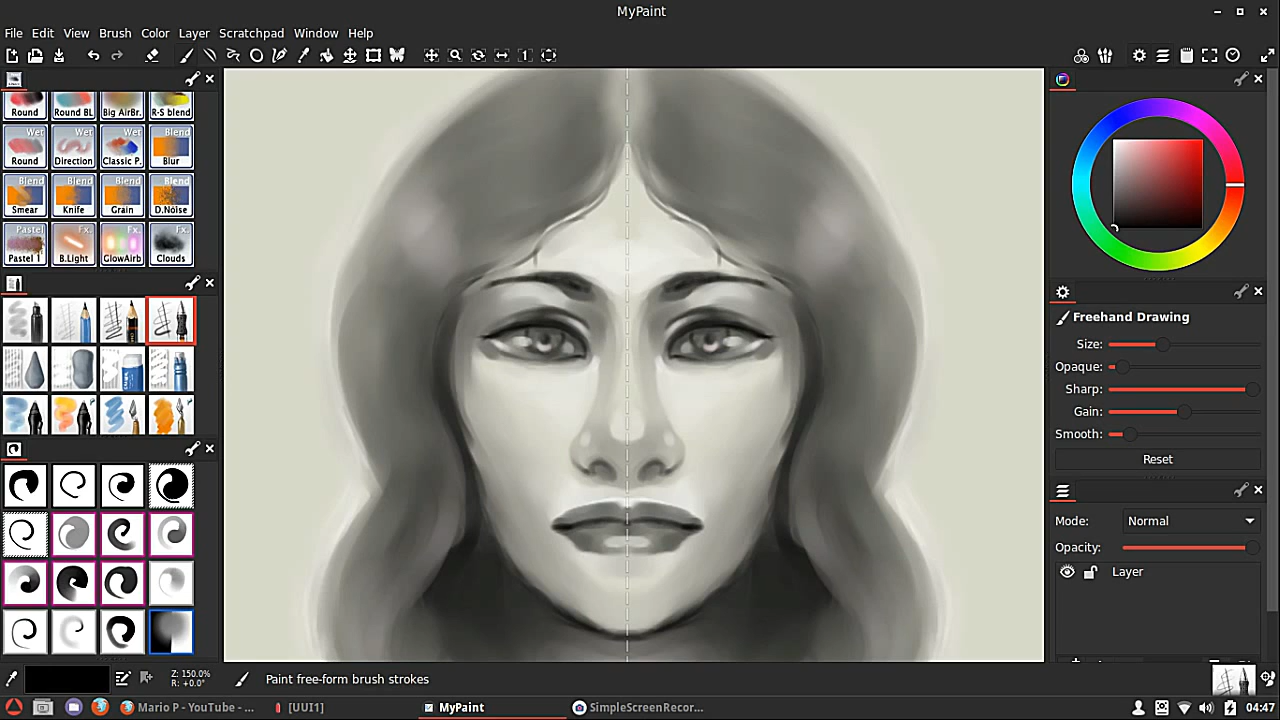 MyPaint
File Edit View Brush Color Layer Scratchpad Window Help
Round Round BL Big AirBr. R-S blend
Wet Wet Wet Blend
Round Direction Classic P. Blur
Blend Blend Blend Blend
Smear Knife Grain D.Noise
Pastel Fx. Fx. Fx.
Pastel 1 B.Light GlowAirb Clouds
Freehand Drawing
Size:
Opaque:
Sharp:
Gain:
Smooth:
Reset
Mode: Normal
Opacity:
Layer
Z: 150.0%
R: +0.0°
Paint free-form brush strokes
Mario P - YouTube - ... [UUI1] MyPaint SimpleScreenRecor... 04:47